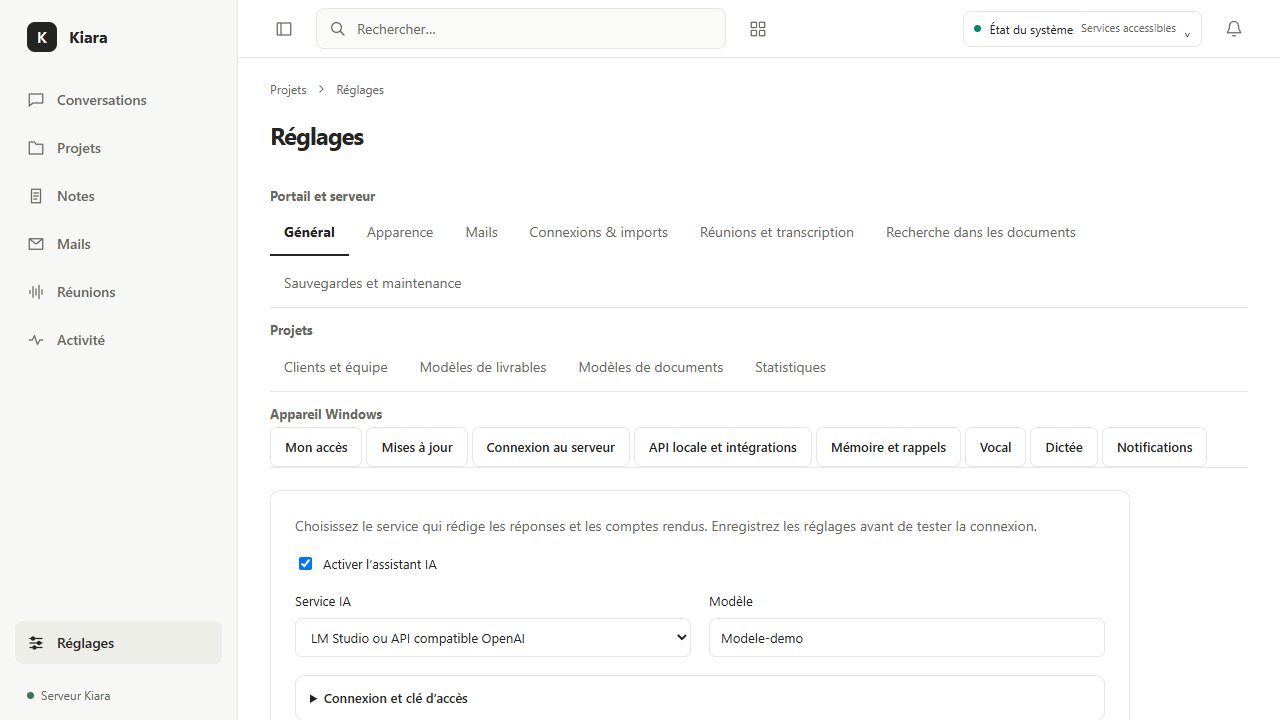 K Kiara
Conversations
Projets
Notes
Mails
Réunions
Activité
Réglages
Serveur Kiara
Rechercher...
État du système Services accessibles
Projets > Réglages
Réglages
Portail et serveur
Général Apparence Mails Connexions & imports Réunions et transcription Recherche dans les documents
Sauvegardes et maintenance
Projets
Clients et équipe Modèles de livrables Modèles de documents Statistiques
Appareil Windows
Mon accès Mises à jour Connexion au serveur API locale et intégrations Mémoire et rappels Vocal Dictée Notifications
Choisissez le service qui rédige les réponses et les comptes rendus. Enregistrez les réglages avant de tester la connexion.
Activer l'assistant IA
Service IA Modèle
LM Studio ou API compatible OpenAI Modele-demo
Connexion et clé d'accès